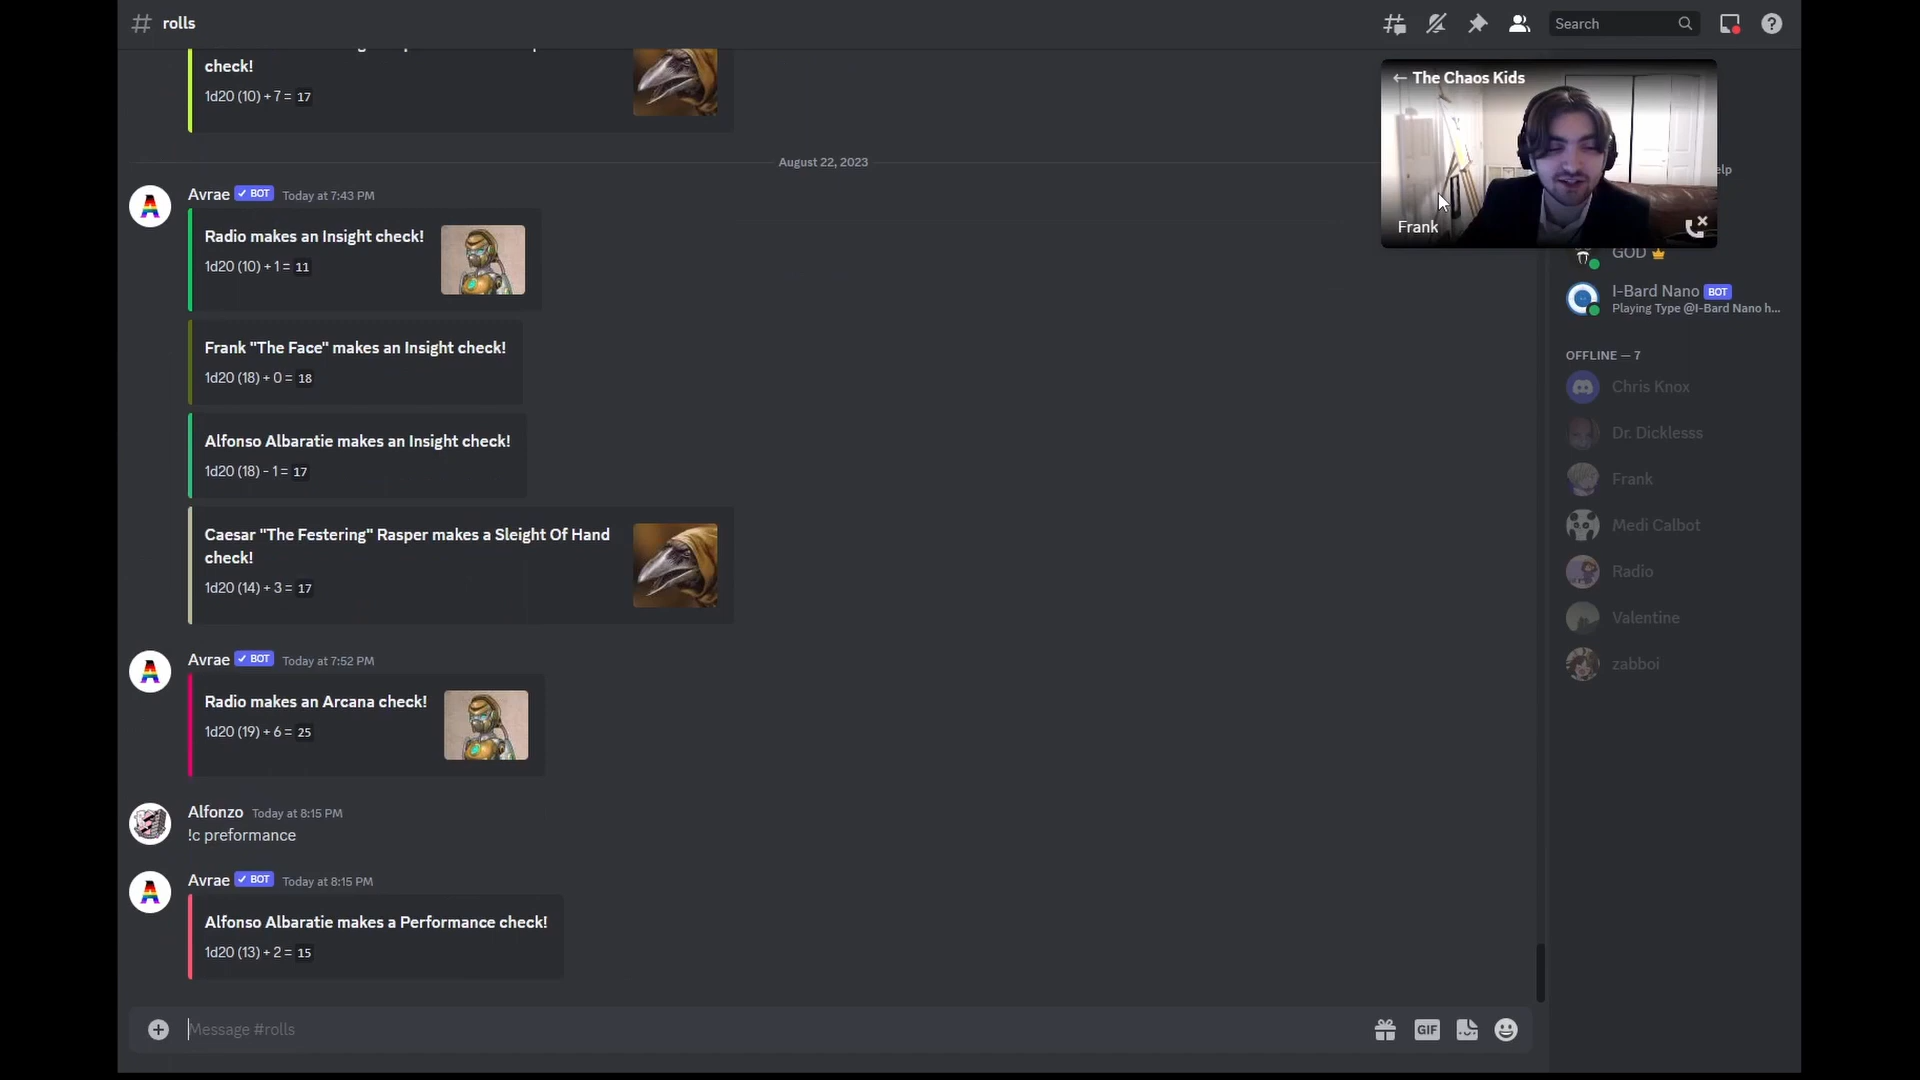 rolls
Search
check!
1d20 (10) + 7 = 17
The Chaos Kids
Frank
August 22, 2023
Avrae BOT Today at 7:43 PM
Radio makes an Insight check!
1d20 (10) + 1 = 11
Frank "The Face" makes an Insight check!
1d20 (18) + 0 = 18
Alfonso Albaratie makes an Insight check!
1d20 (18) - 1 = 17
Caesar "The Festering" Rasper makes a Sleight Of Hand
check!
1d20 (14) + 3 = 17
Avrae BOT Today at 7:52 PM
Radio makes an Arcana check!
1d20 (19) + 6 = 25
Alfonzo Today at 8:15 PM
!c preformance
Avrae BOT Today at 8:15 PM
Alfonso Albaratie makes a Performance check!
1d20 (13) + 2 = 15
Message #rolls
GIF
GOD
I-Bard Nano BOT
Playing Type @I-Bard Nano h...
OFFLINE — 7
Chris Knox
Dr. Dicklesss
Frank
Medi Calbot
Radio
Valentine
zabboi